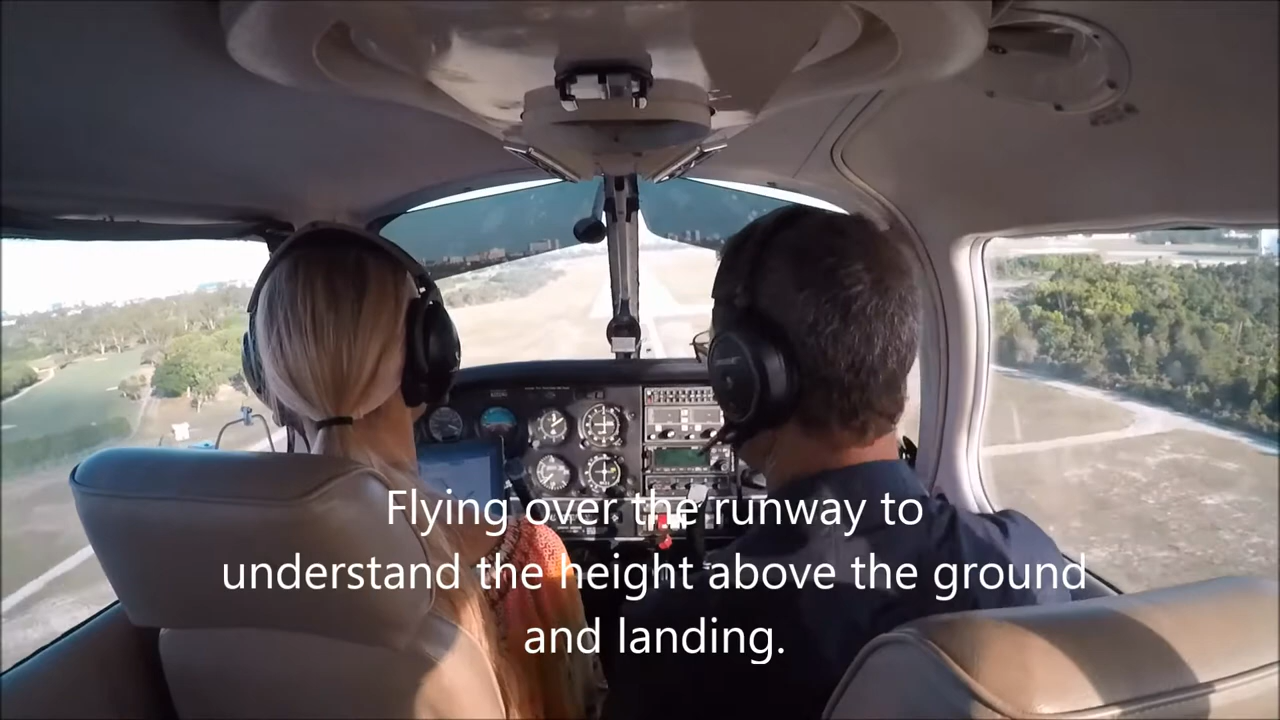 Flying over the runway to
understand the height above the ground
and landing.